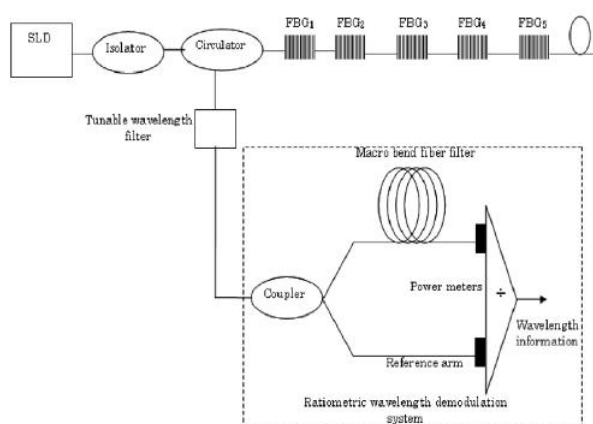 SLD
Isolator
Circulator
FBG1
FBG2
FBG3
FBG4
FBG5
Tunable wavelength
filter
Macro bend fiber filter
Coupler
Power meters
÷
Wavelength
information
Reference arm
Ratiometric wavelength demodulation
system